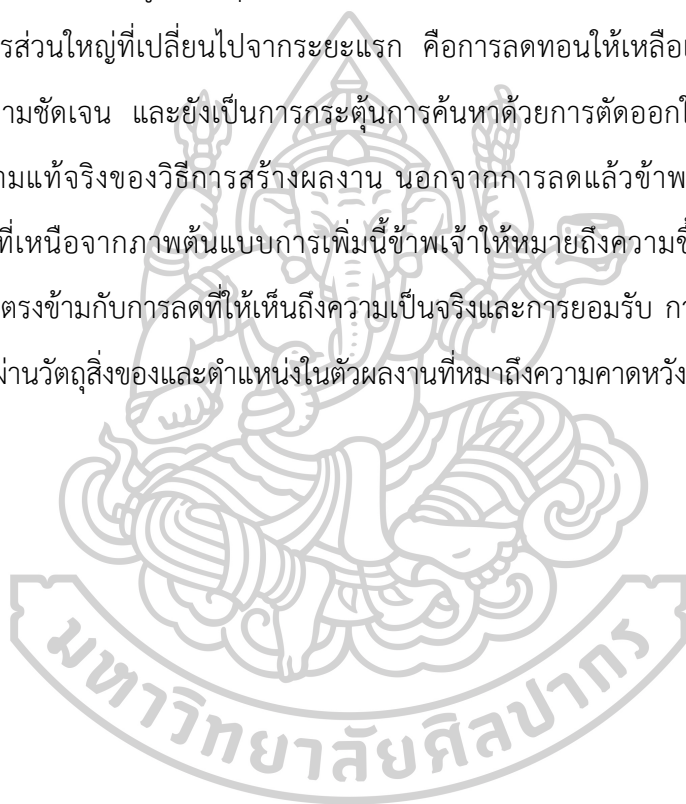 รส่วนใหญ่ที่เปลี่ยนไปจากระยะแรก คือการลดทอนให้เหลือเ
ามชัดเจน และยังเป็นการกระตุ้นการค้นหาด้วยการตัดออกใ
ามแท้จริงของวิธีการสร้างผลงาน นอกจากการลดแล้วข้าพ
ที่เหนือจากภาพต้นแบบการเพิ่มนี้ข้าพเจ้าให้หมายถึงความขึ้
ตรงข้ามกับการลดที่ให้เห็นถึงความเป็นจริงและการยอมรับ ก
ผ่านวัตถุสิ่งของและตำแหน่งในตัวผลงานที่หมาถึงความคาดหวัง
มหาวิทยาลัยศิลปากร